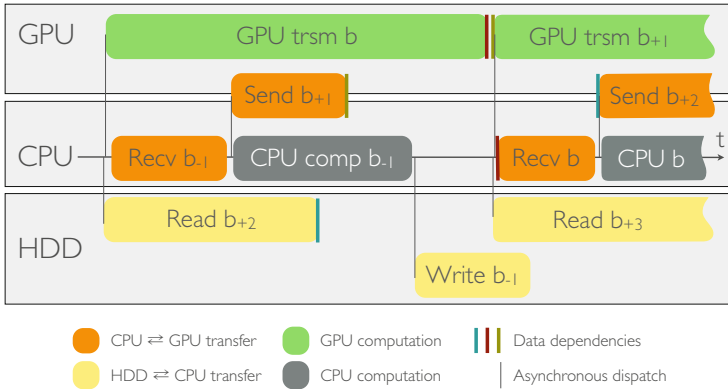 GPU
GPU trsm b
GPU trsm b+1
Send b+1
Send b+2
CPU
Recv b-1
CPU comp b-1
Recv b
CPU b
t
Read b+2
Read b+3
HDD
Write b-1
CPU ⇌ GPU transfer
GPU computation
Data dependencies
HDD ⇌ CPU transfer
CPU computation
Asynchronous dispatch